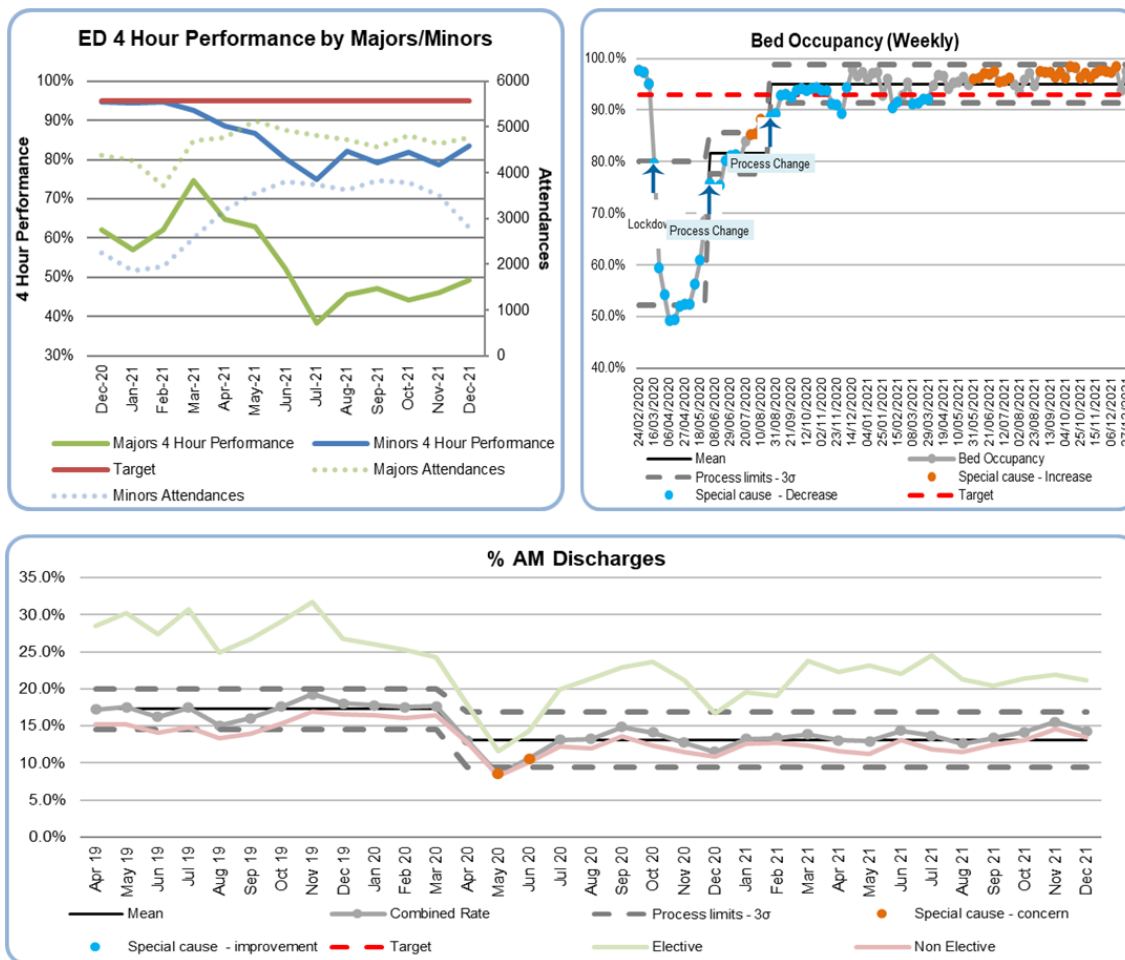 ED 4 Hour Performance by Majors/Minors
100%
90%
80%
70%
60%
50%
40%
30%
4 Hour Performance
6000
5000
4000
3000
2000
1000
0
Attendances
Dec-20
Jan-21
Feb-21
Mar-21
Apr-21
May-21
Jun-21
Jul-21
Aug-21
Sep-21
Oct-21
Nov-21
Dec-21
Majors 4 Hour Performance
Minors 4 Hour Performance
Target
Majors Attendances
Minors Attendances
Bed Occupancy (Weekly)
100.0%
90.0%
80.0%
70.0%
60.0%
50.0%
40.0%
Process Change
Process Change
24/02/2020
16/03/2020
06/04/2020
27/04/2020
18/05/2020
08/06/2020
29/06/2020
20/07/2020
10/08/2020
31/08/2020
21/09/2020
12/10/2020
02/11/2020
23/11/2020
14/12/2020
04/01/2021
25/01/2021
15/02/2021
08/03/2021
29/03/2021
19/04/2021
10/05/2021
31/05/2021
21/06/2021
12/07/2021
02/08/2021
23/08/2021
13/09/2021
04/10/2021
25/10/2021
15/11/2021
06/12/2021
Mean
Bed Occupancy
Process limits - 3σ
Special cause - Increase
Special cause - Decrease
Target
% AM Discharges
35.0%
30.0%
25.0%
20.0%
15.0%
10.0%
5.0%
0.0%
Apr 19
May 19
Jun 19
Jul 19
Aug 19
Sep 19
Oct 19
Nov 19
Dec 19
Jan 20
Feb 20
Mar 20
Apr 20
May 20
Jun 20
Jul 20
Aug 20
Sep 20
Oct 20
Nov 20
Dec 20
Jan 21
Feb 21
Mar 21
Apr 21
May 21
Jun 21
Jul 21
Aug 21
Sep 21
Oct 21
Nov 21
Dec 21
Mean
Combined Rate
Process limits - 3σ
Special cause - concern
Special cause - improvement
Target
Elective
Non Elective